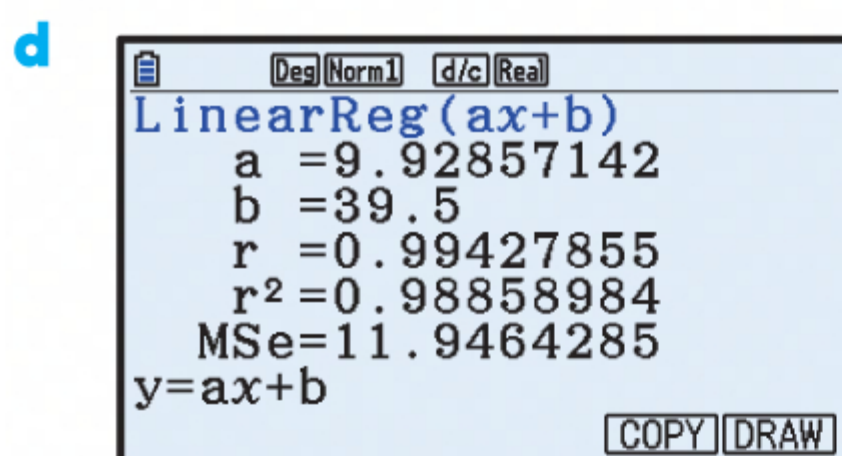 d
Deg Norm1 d/c Real
LinearReg(ax+b)
a =9.92857142
b =39.5
r =0.99427855
r²=0.98858984
MSe=11.9464285
y=ax+b
COPY DRAW